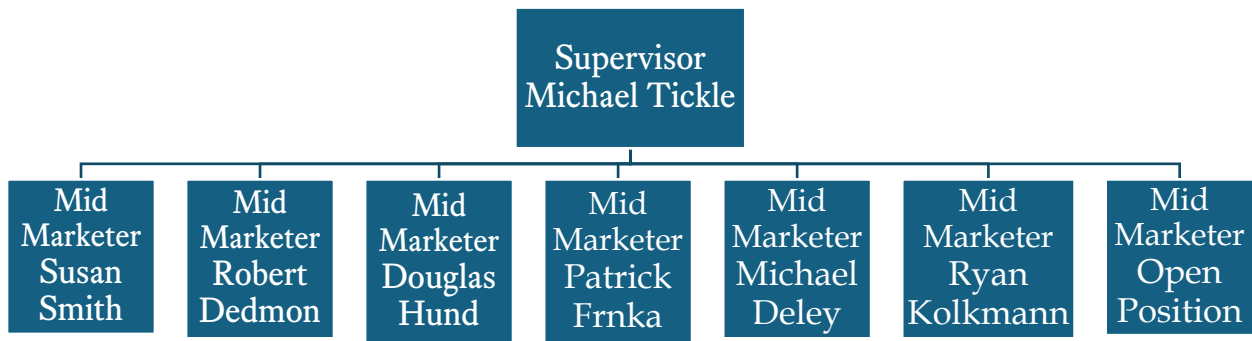 Supervisor
Michael Tickle
Mid
Marketer
Susan
Smith
Mid
Marketer
Robert
Dedmon
Mid
Marketer
Douglas
Hund
Mid
Marketer
Patrick
Frnka
Mid
Marketer
Michael
Deley
Mid
Marketer
Ryan
Kolkmann
Mid
Marketer
Open
Position